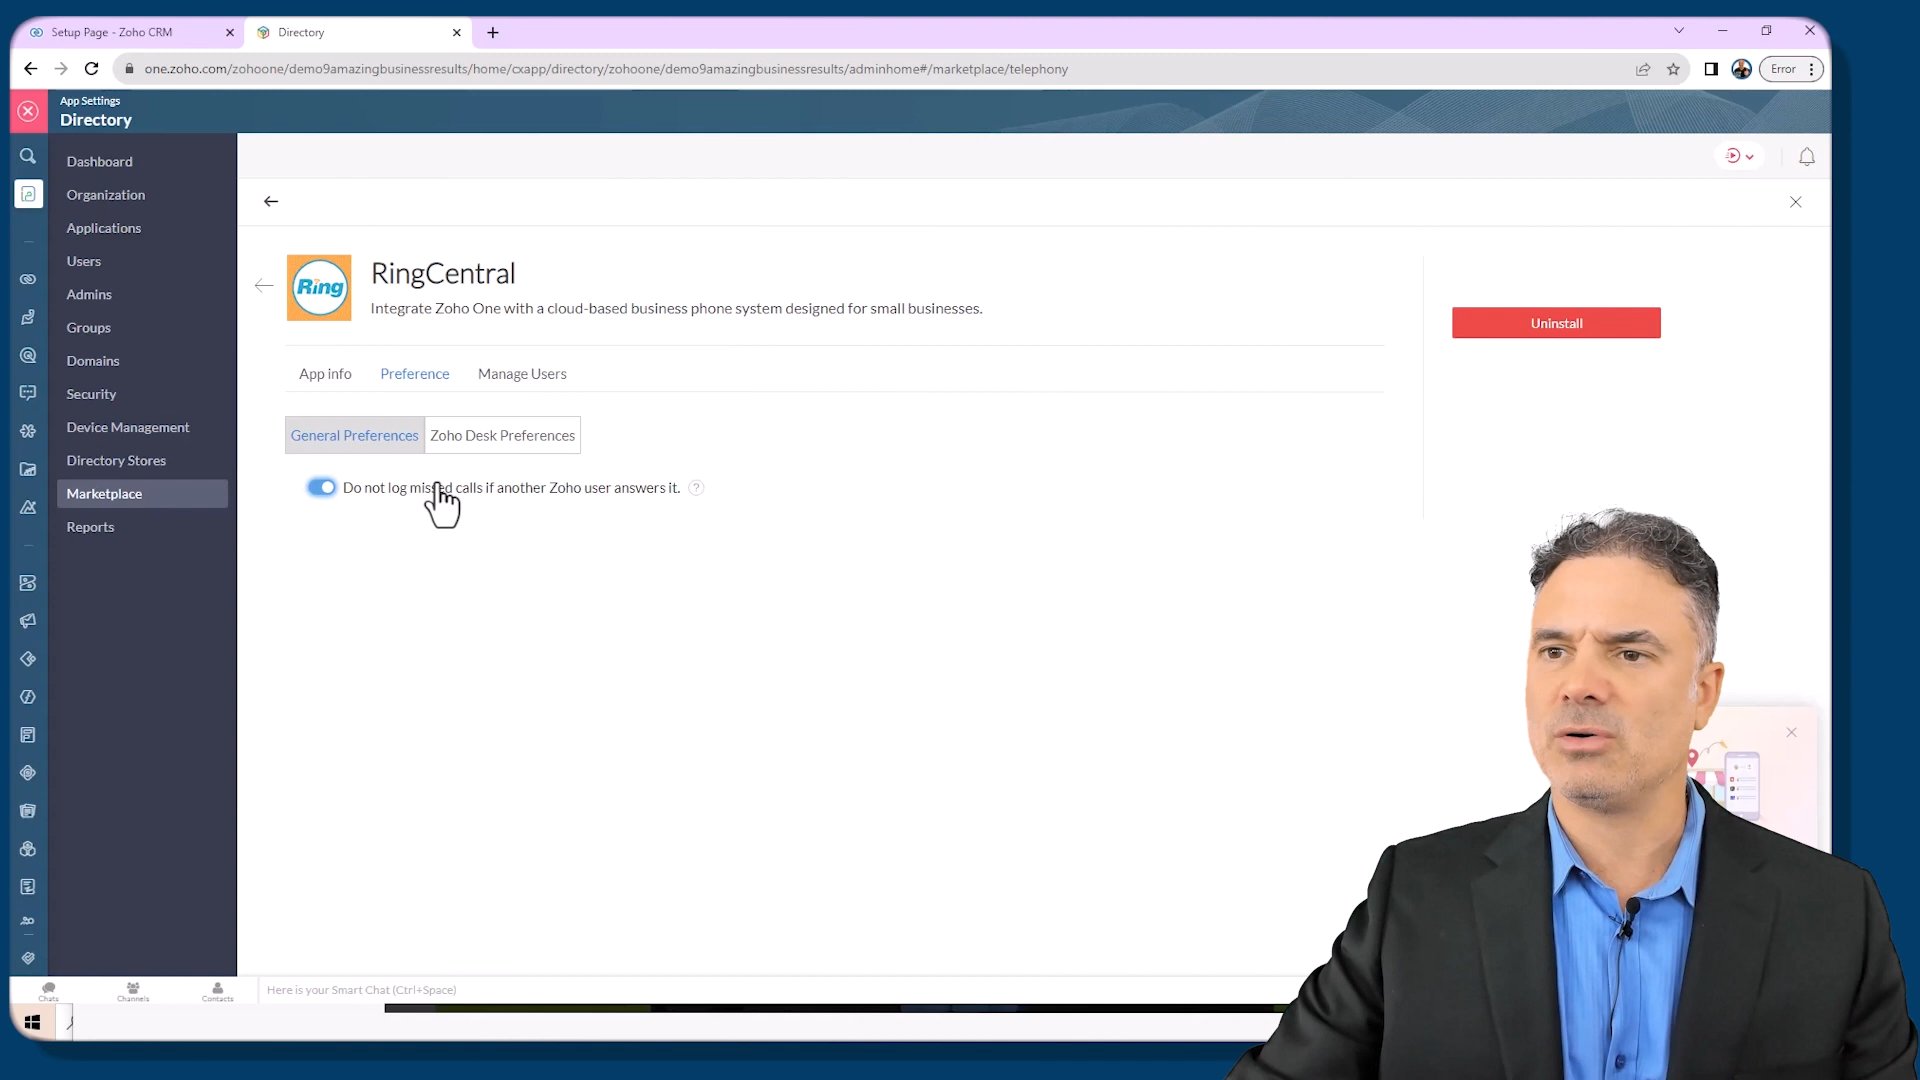 Setup Page - Zoho CRM
Directory
one.zoho.com/zohoone/demo9amazingbusinessresults/home/cxapp/directory/zohoone/demo9amazingbusinessresults/adminhome#/marketplace/telephony
Error
App Settings
Directory
Dashboard
Organization
Applications
Users
Admins
Groups
Domains
Security
Device Management
Directory Stores
Marketplace
Reports
Ring
RingCentral
Integrate Zoho One with a cloud-based business phone system designed for small businesses.
Uninstall
App info
Preference
Manage Users
General Preferences
Zoho Desk Preferences
Do not log missed calls if another Zoho user answers it.
?
Chats
Channels
Contacts
Here is your Smart Chat (Ctrl+Space)